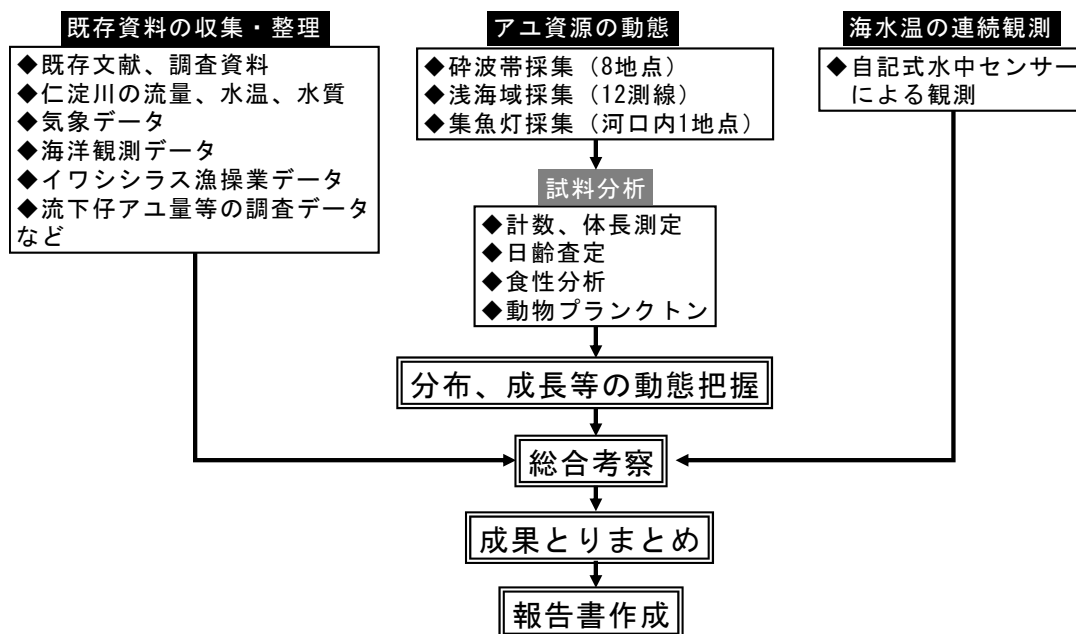 既存資料の収集・整理
◆既存文献、調査資料
◆仁淀川の流量、水温、水質
◆気象データ
◆海洋観測データ
◆イワシシラス漁操業データ
◆流下仔アユ量等の調査データ
など
アユ資源の動態
◆砕波帯採集（8地点）
◆浅海域採集（12測線）
◆集魚灯採集（河口内1地点）
試料分析
◆計数、体長測定
◆日齢査定
◆食性分析
◆動物プランクトン
海水温の連続観測
◆自記式水中センサー
による観測
分布、成長等の動態把握
総合考察
成果とりまとめ
報告書作成